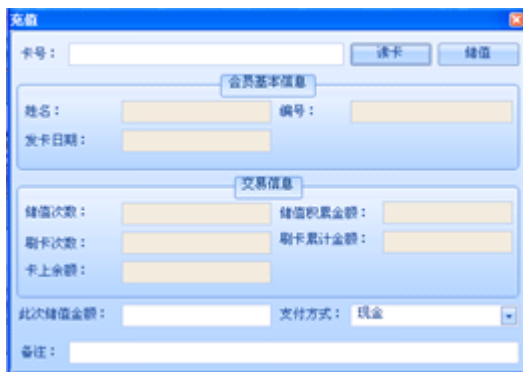 充值
卡号： 读卡 储值
会员基本信息
姓名： 编号：
发卡日期：
交易信息
储值次数： 储值积累金额：
刷卡次数： 刷卡累计金额：
卡上余额：
此次储值金额： 支付方式： 现金
备注：